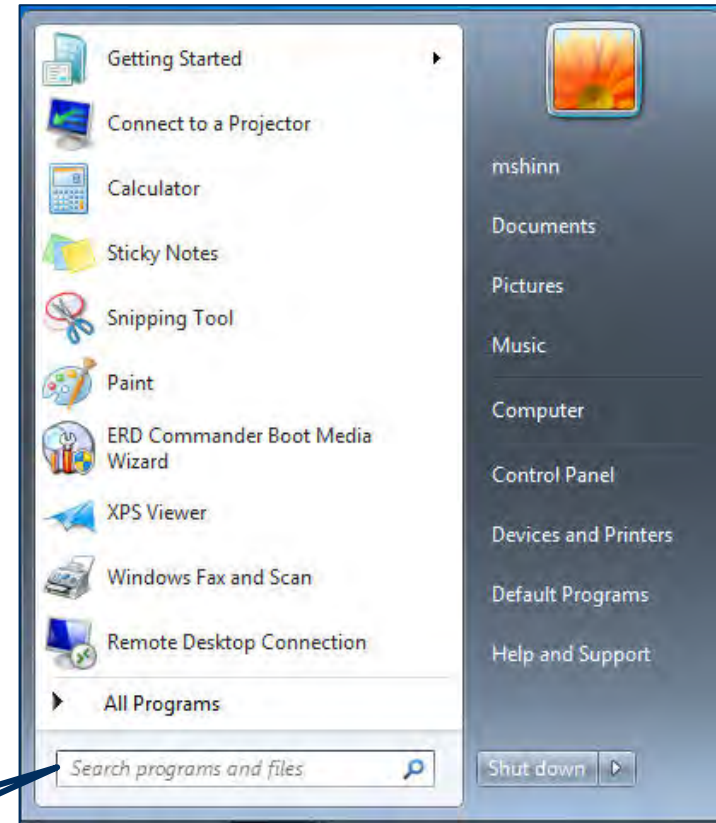 Getting Started
Connect to a Projector
Calculator
Sticky Notes
Snipping Tool
Paint
ERD Commander Boot Media
Wizard
XPS Viewer
Windows Fax and Scan
Remote Desktop Connection
All Programs
Search programs and files
mshinn
Documents
Pictures
Music
Computer
Control Panel
Devices and Printers
Default Programs
Help and Support
Shut down